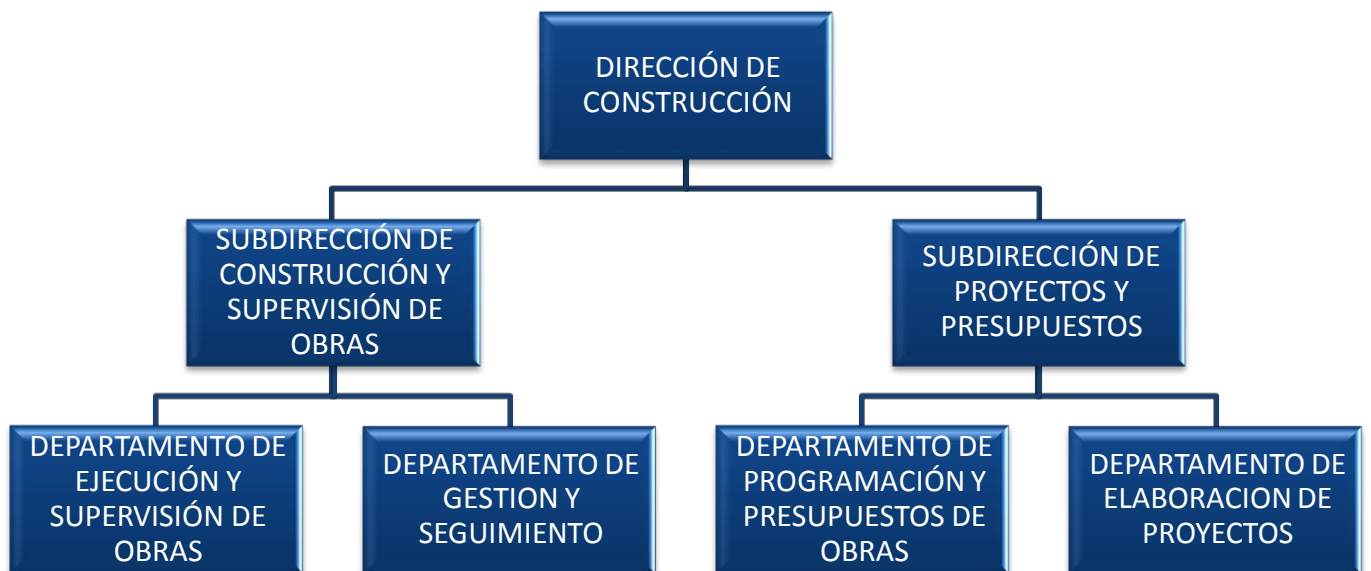 DIRECCIÓN DE
CONSTRUCCIÓN
SUBDIRECCIÓN DE
CONSTRUCCIÓN Y
SUPERVISIÓN DE
OBRAS
SUBDIRECCIÓN DE
PROYECTOS Y
PRESUPUESTOS
DEPARTAMENTO DE
EJECUCIÓN Y
SUPERVISIÓN DE
OBRAS
DEPARTAMENTO DE
GESTION Y
SEGUIMIENTO
DEPARTAMENTO DE
PROGRAMACIÓN Y
PRESUPUESTOS DE
OBRAS
DEPARTAMENTO DE
ELABORACION DE
PROYECTOS